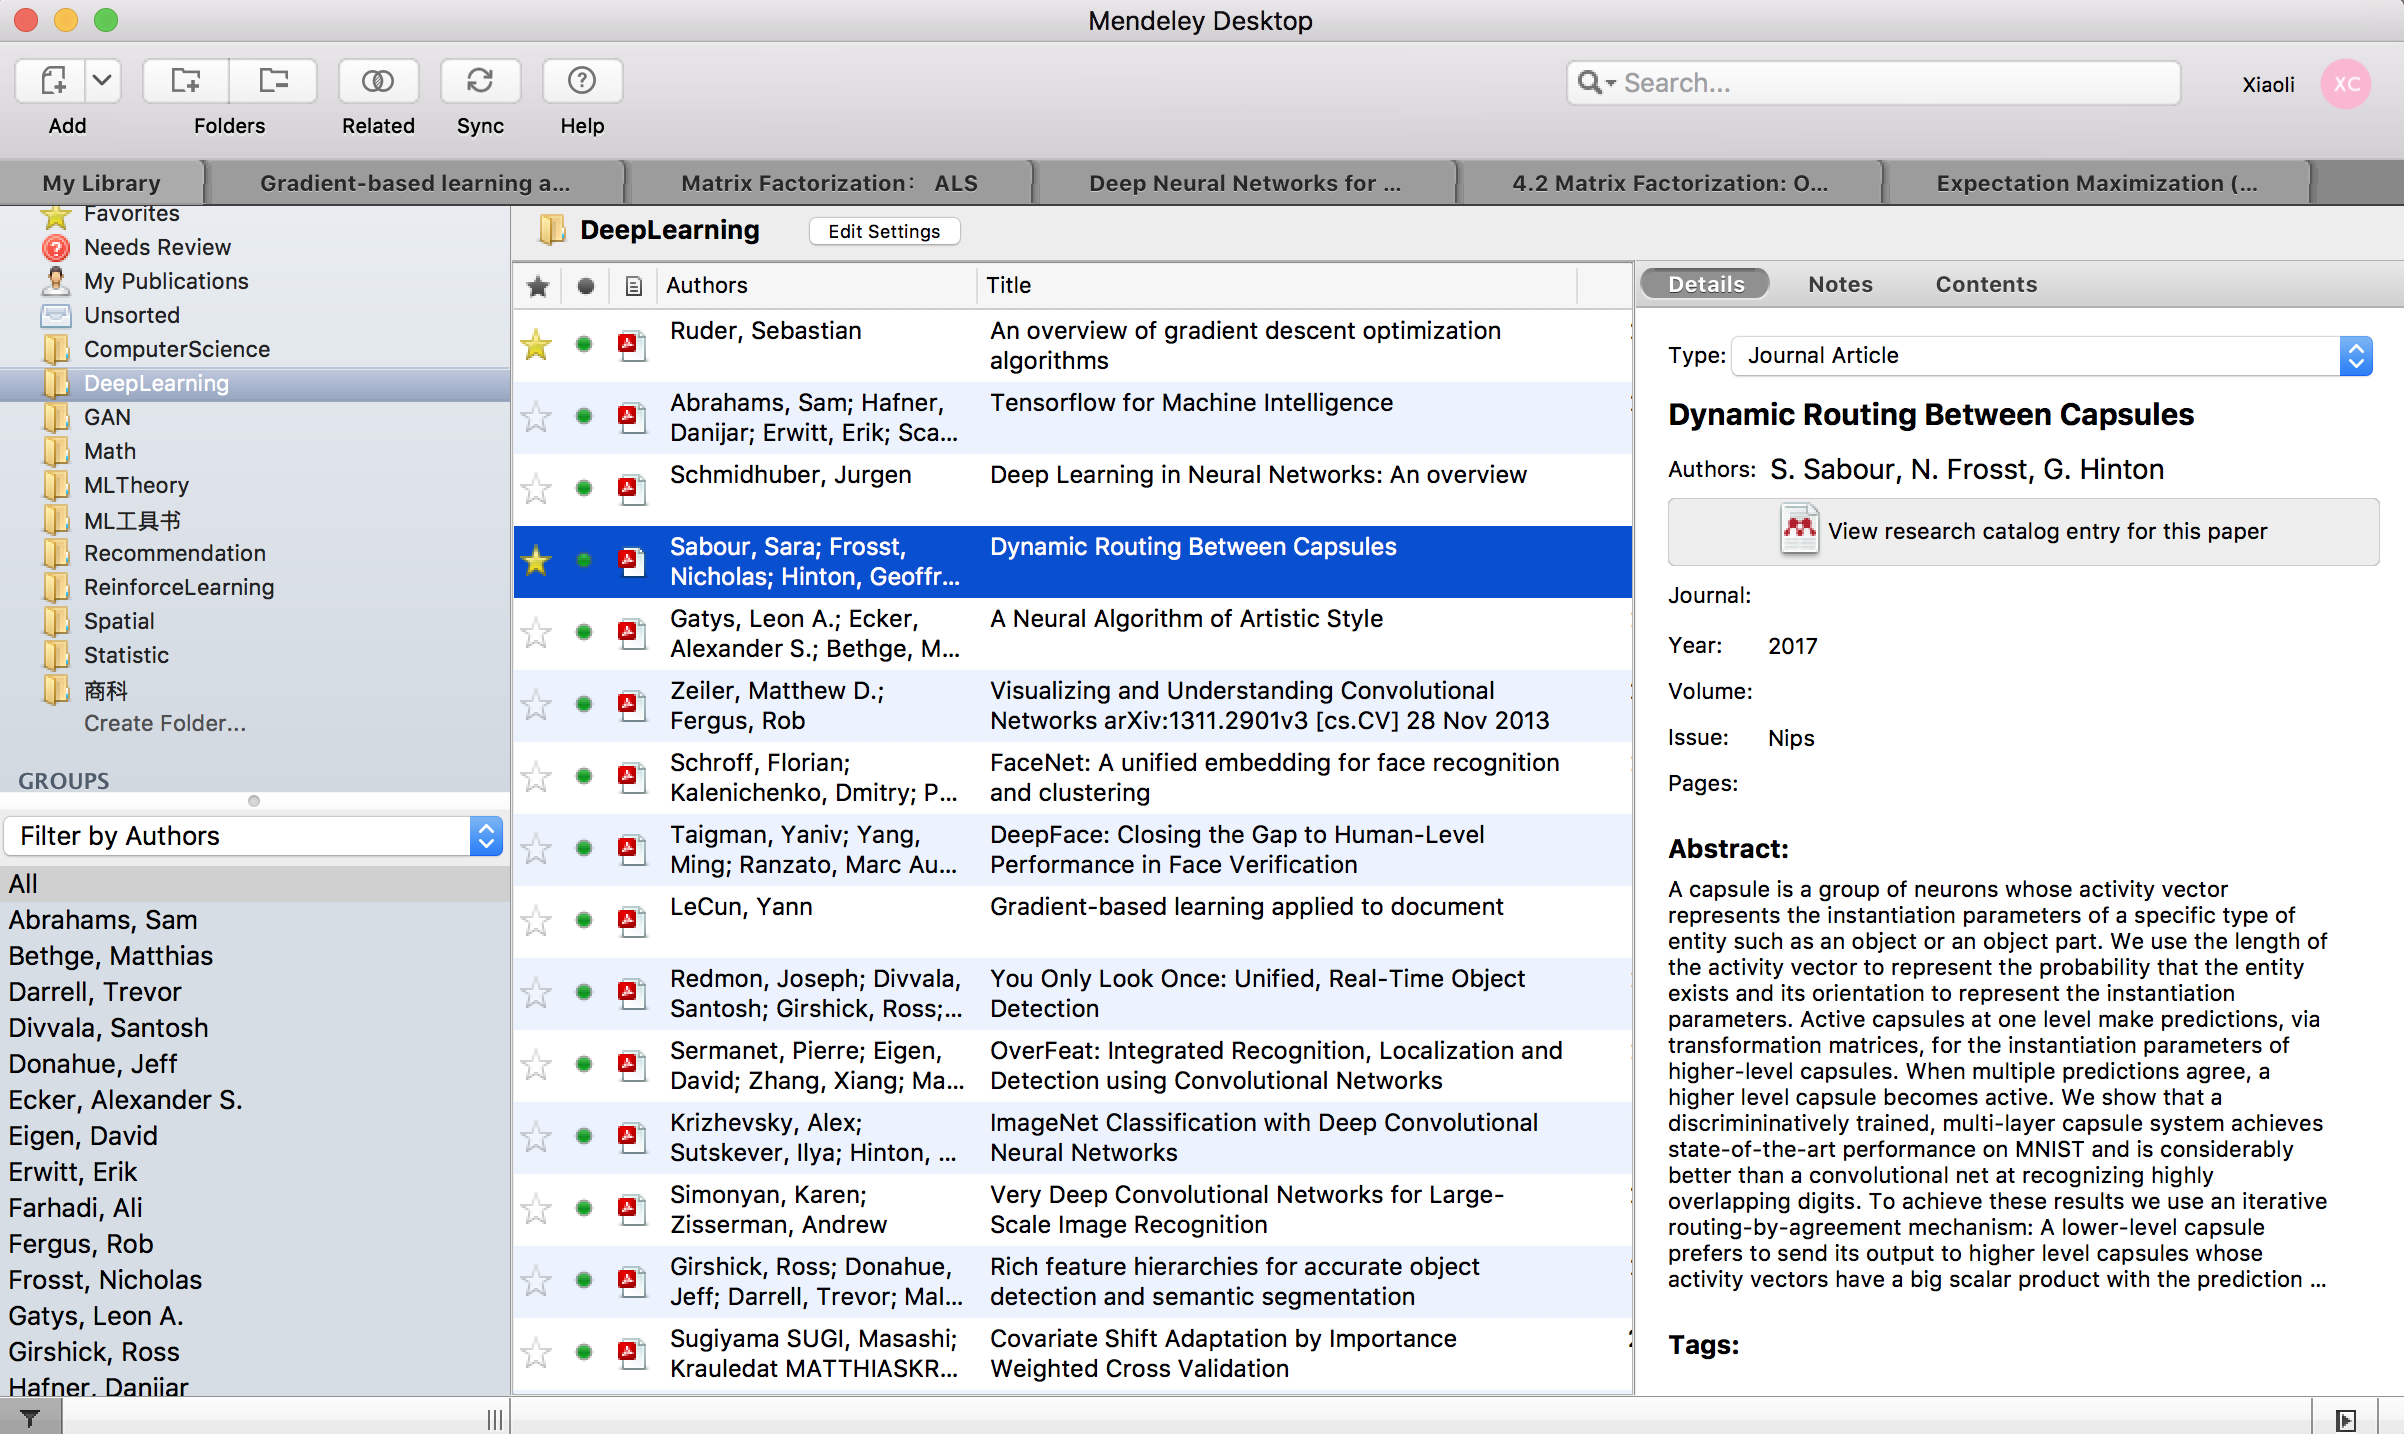 Mendeley Desktop
Add
Folders
Related
Sync
Help
Search...
Xiaoli
XC
My Library
Gradient-based learning a...
Matrix Factorization： ALS
Deep Neural Networks for ...
4.2 Matrix Factorization: O...
Expectation Maximization (...
Favorites
Needs Review
My Publications
Unsorted
ComputerScience
DeepLearning
GAN
Math
MLTheory
ML工具书
Recommendation
ReinforceLearning
Spatial
Statistic
商科
Create Folder...
GROUPS
Filter by Authors
All
Abrahams, Sam
Bethge, Matthias
Darrell, Trevor
Divvala, Santosh
Donahue, Jeff
Ecker, Alexander S.
Eigen, David
Erwitt, Erik
Farhadi, Ali
Fergus, Rob
Frosst, Nicholas
Gatys, Leon A.
Girshick, Ross
Hafner, Danijar
DeepLearning
Edit Settings
Authors
Title
Ruder, Sebastian
An overview of gradient descent optimization
algorithms
Abrahams, Sam; Hafner,
Danijar; Erwitt, Erik; Sca...
Tensorflow for Machine Intelligence
Schmidhuber, Jurgen
Deep Learning in Neural Networks: An overview
Sabour, Sara; Frosst,
Nicholas; Hinton, Geoffr...
Dynamic Routing Between Capsules
Gatys, Leon A.; Ecker,
Alexander S.; Bethge, M...
A Neural Algorithm of Artistic Style
Zeiler, Matthew D.;
Fergus, Rob
Visualizing and Understanding Convolutional
Networks arXiv:1311.2901v3 [cs.CV] 28 Nov 2013
Schroff, Florian;
Kalenichenko, Dmitry; P...
FaceNet: A unified embedding for face recognition
and clustering
Taigman, Yaniv; Yang,
Ming; Ranzato, Marc Au...
DeepFace: Closing the Gap to Human-Level
Performance in Face Verification
LeCun, Yann
Gradient-based learning applied to document
Redmon, Joseph; Divvala,
Santosh; Girshick, Ross;...
You Only Look Once: Unified, Real-Time Object
Detection
Sermanet, Pierre; Eigen,
David; Zhang, Xiang; Ma...
OverFeat: Integrated Recognition, Localization and
Detection using Convolutional Networks
Krizhevsky, Alex;
Sutskever, Ilya; Hinton, ...
ImageNet Classification with Deep Convolutional
Neural Networks
Simonyan, Karen;
Zisserman, Andrew
Very Deep Convolutional Networks for Large-
Scale Image Recognition
Girshick, Ross; Donahue,
Jeff; Darrell, Trevor; Mal...
Rich feature hierarchies for accurate object
detection and semantic segmentation
Sugiyama SUGI, Masashi;
Krauledat MATTHIASKR...
Covariate Shift Adaptation by Importance
Weighted Cross Validation
Details
Notes
Contents
Type: Journal Article
Dynamic Routing Between Capsules
Authors: S. Sabour, N. Frosst, G. Hinton
View research catalog entry for this paper
Journal:
Year: 2017
Volume:
Issue: Nips
Pages:
Abstract:
A capsule is a group of neurons whose activity vector
represents the instantiation parameters of a specific type of
entity such as an object or an object part. We use the length of
the activity vector to represent the probability that the entity
exists and its orientation to represent the instantiation
parameters. Active capsules at one level make predictions, via
transformation matrices, for the instantiation parameters of
higher-level capsules. When multiple predictions agree, a
higher level capsule becomes active. We show that a
discrimininatively trained, multi-layer capsule system achieves
state-of-the-art performance on MNIST and is considerably
better than a convolutional net at recognizing highly
overlapping digits. To achieve these results we use an iterative
routing-by-agreement mechanism: A lower-level capsule
prefers to send its output to higher level capsules whose
activity vectors have a big scalar product with the prediction ...
Tags: